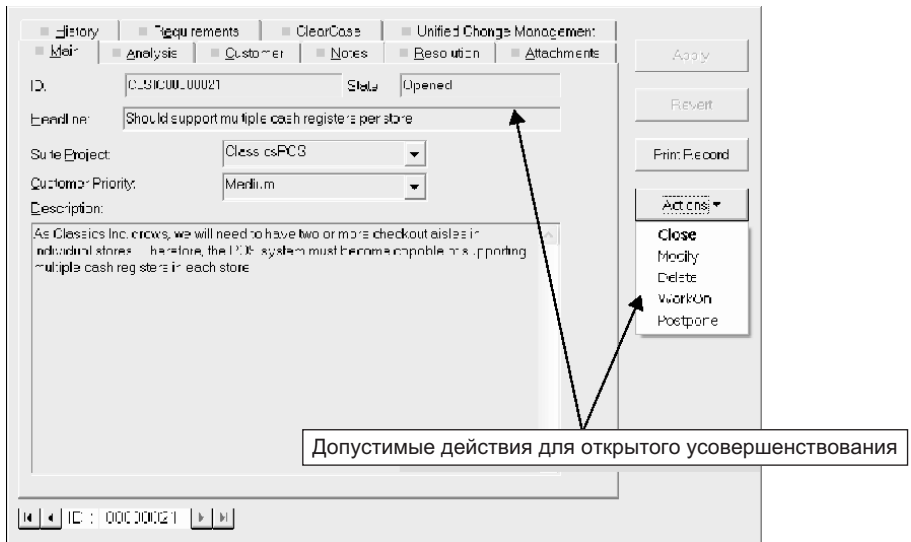 History Requirements ClearCase Unified Change Management
Main Analysis Customer Notes Resolution Attachments
ID: State Opened
Headline: Should support multiple cash registers per store
Suite Project: ClassicsPOS
Customer Priority: Medium
Description:
As Classics Inc. grows, we will need to have two or more checkout aisles in
individual stores. Therefore, the POS system must become capable of supporting
multiple cash registers in each store
Apply
Revert
Print Record
Actions
Close
Modify
Delete
WorkOn
Postpone
Допустимые действия для открытого усовершенствования
ID : 00000021